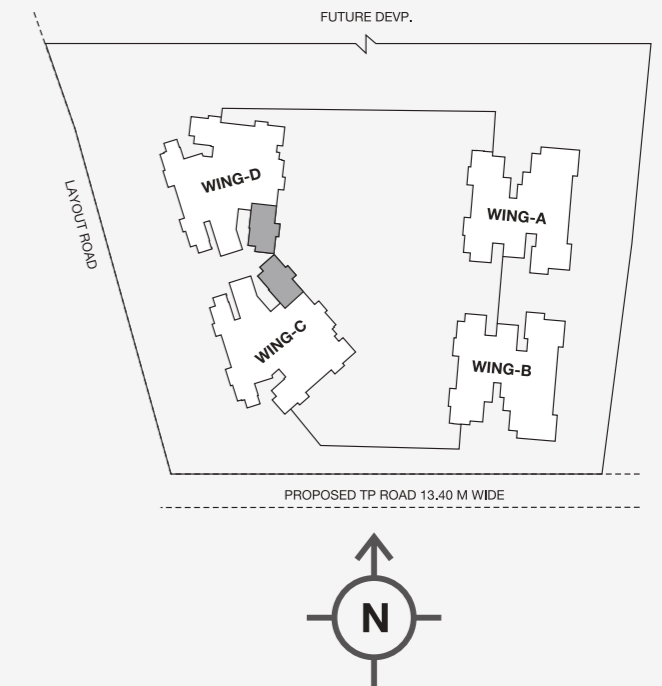 FUTURE DEVP.
WING-D
WING-A
LAYOUT ROAD
WING-C
WING-B
PROPOSED TP ROAD 13.40 M WIDE
N